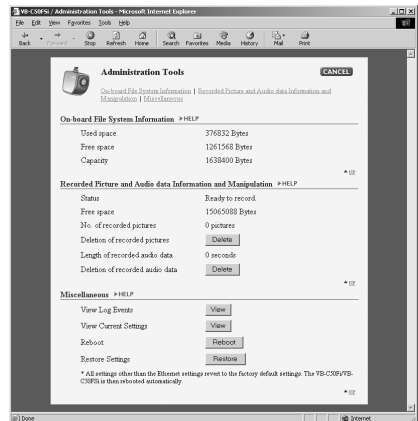 VB-C50FSi / Administration Tools - Microsoft Internet Explorer
File Edit View Favorites Tools Help
Back Forward Stop Refresh Home Search Favorites Media History Mail Print
Administration Tools
CANCEL
On-board File System Information | Recorded Picture and Audio data Information and
Manipulation | Miscellaneous
On-board File System Information ▶HELP
Used space 376832 Bytes
Free space 1261568 Bytes
Capacity 1638400 Bytes
▲UP
Recorded Picture and Audio data Information and Manipulation ▶HELP
Status Ready to record.
Free space 15065088 Bytes
No. of recorded pictures 0 pictures
Deletion of recorded pictures Delete
Length of recorded audio data 0 seconds
Deletion of recorded audio data Delete
▲UP
Miscellaneous ▶HELP
View Log Events View
View Current Settings View
Reboot Reboot
Restore Settings Restore
* All settings other than the Ethernet settings revert to the factory default settings. The VB-C50Fi/VB-
C50FSi is then rebooted automatically.
▲UP
Done Internet